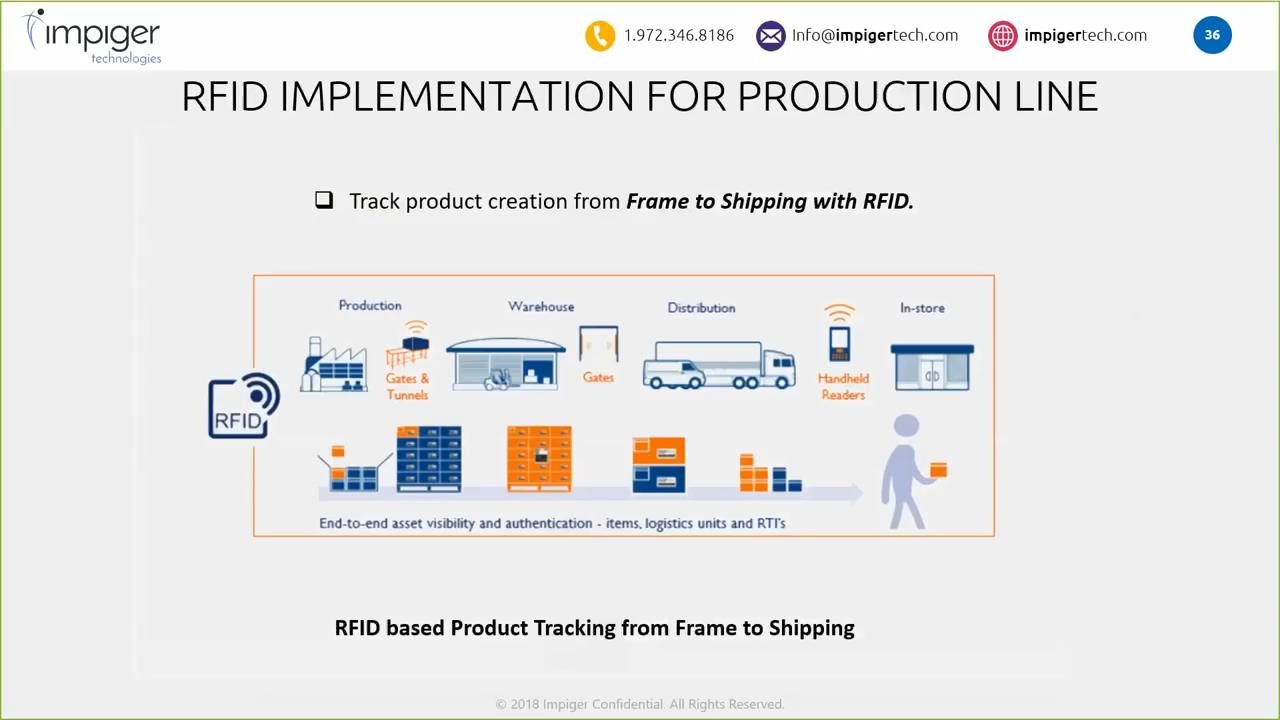 impiger
technologies
1.972.346.8186
Info@impigertech.com
impigertech.com
36
RFID IMPLEMENTATION FOR PRODUCTION LINE
❑ Track product creation from Frame to Shipping with RFID.
Production
Warehouse
Distribution
In-store
Gates &
Tunnels
Gates
Handheld
Readers
RFID
End-to-end asset visibility and authentication - items, logistics units and RTI's
RFID based Product Tracking from Frame to Shipping
© 2018 Impiger Confidential. All Rights Reserved.